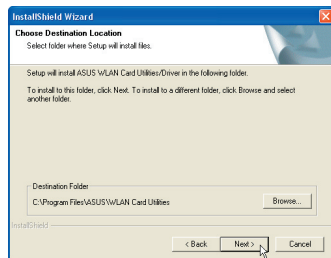 InstallShield Wizard
Choose Destination Location
Select folder where Setup will install files.
Setup will install ASUS WLAN Card Utilities/Driver in the following folder.
To install to this folder, click Next. To install to a different folder, click Browse and select
another folder.
Destination Folder
C:\Program Files\ASUS\WLAN Card Utilities
Browse...
InstallShield
< Back
Next >
Cancel